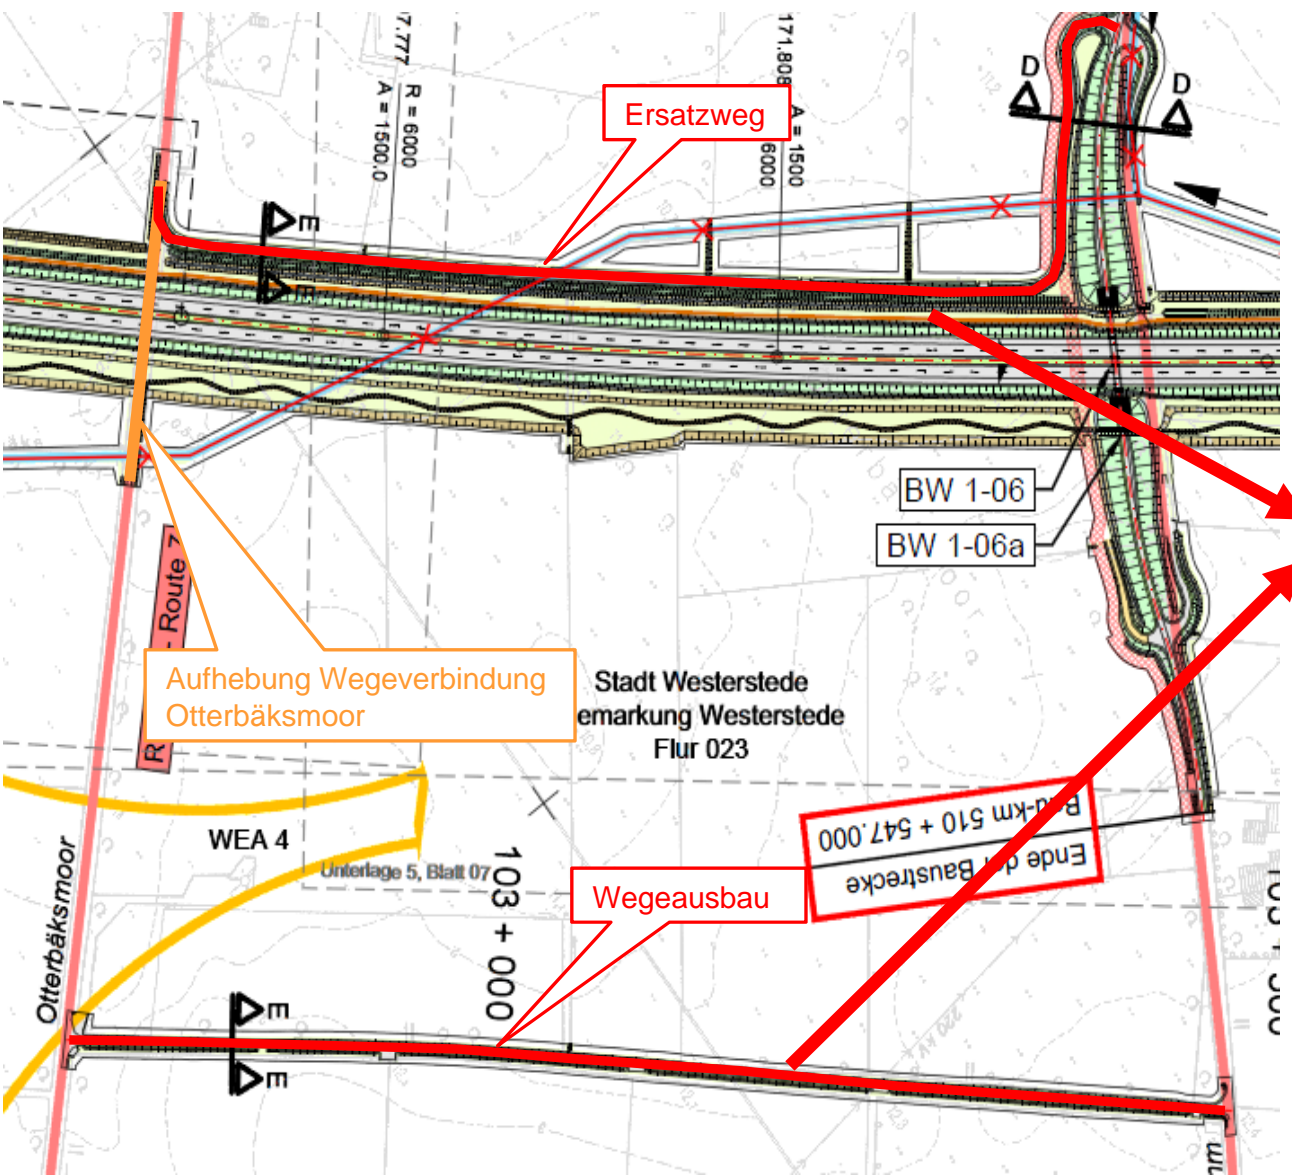 7.777
R = 6000
A = 1500.0
171.808
A = 1500
6000
D
D
Ersatzweg
E
E
BW 1-06
BW 1-06a
- Route
R
Aufhebung Wegeverbindung
Otterbäksmoor
Stadt Westerstede
emarkung Westerstede
Flur 023
WEA 4
Unterlage 5, Blatt 07
103 + 000
Ende der Baustrecke
Bau-km 510 + 547.000
Wegeausbau
Otterbäksmoor
E
E